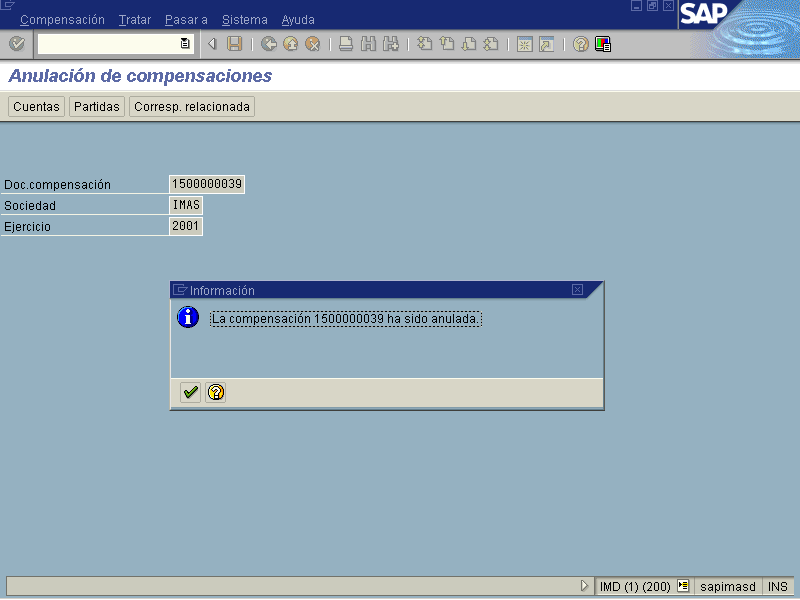 Compensación Tratar Pasar a Sistema Ayuda
SAP
Anulación de compensaciones
Cuentas Partidas Corresp. relacionada
Doc.compensación 1500000039
Sociedad IMAS
Ejercicio 2001
Información
La compensación 1500000039 ha sido anulada.
IMD (1) (200) sapimasd INS